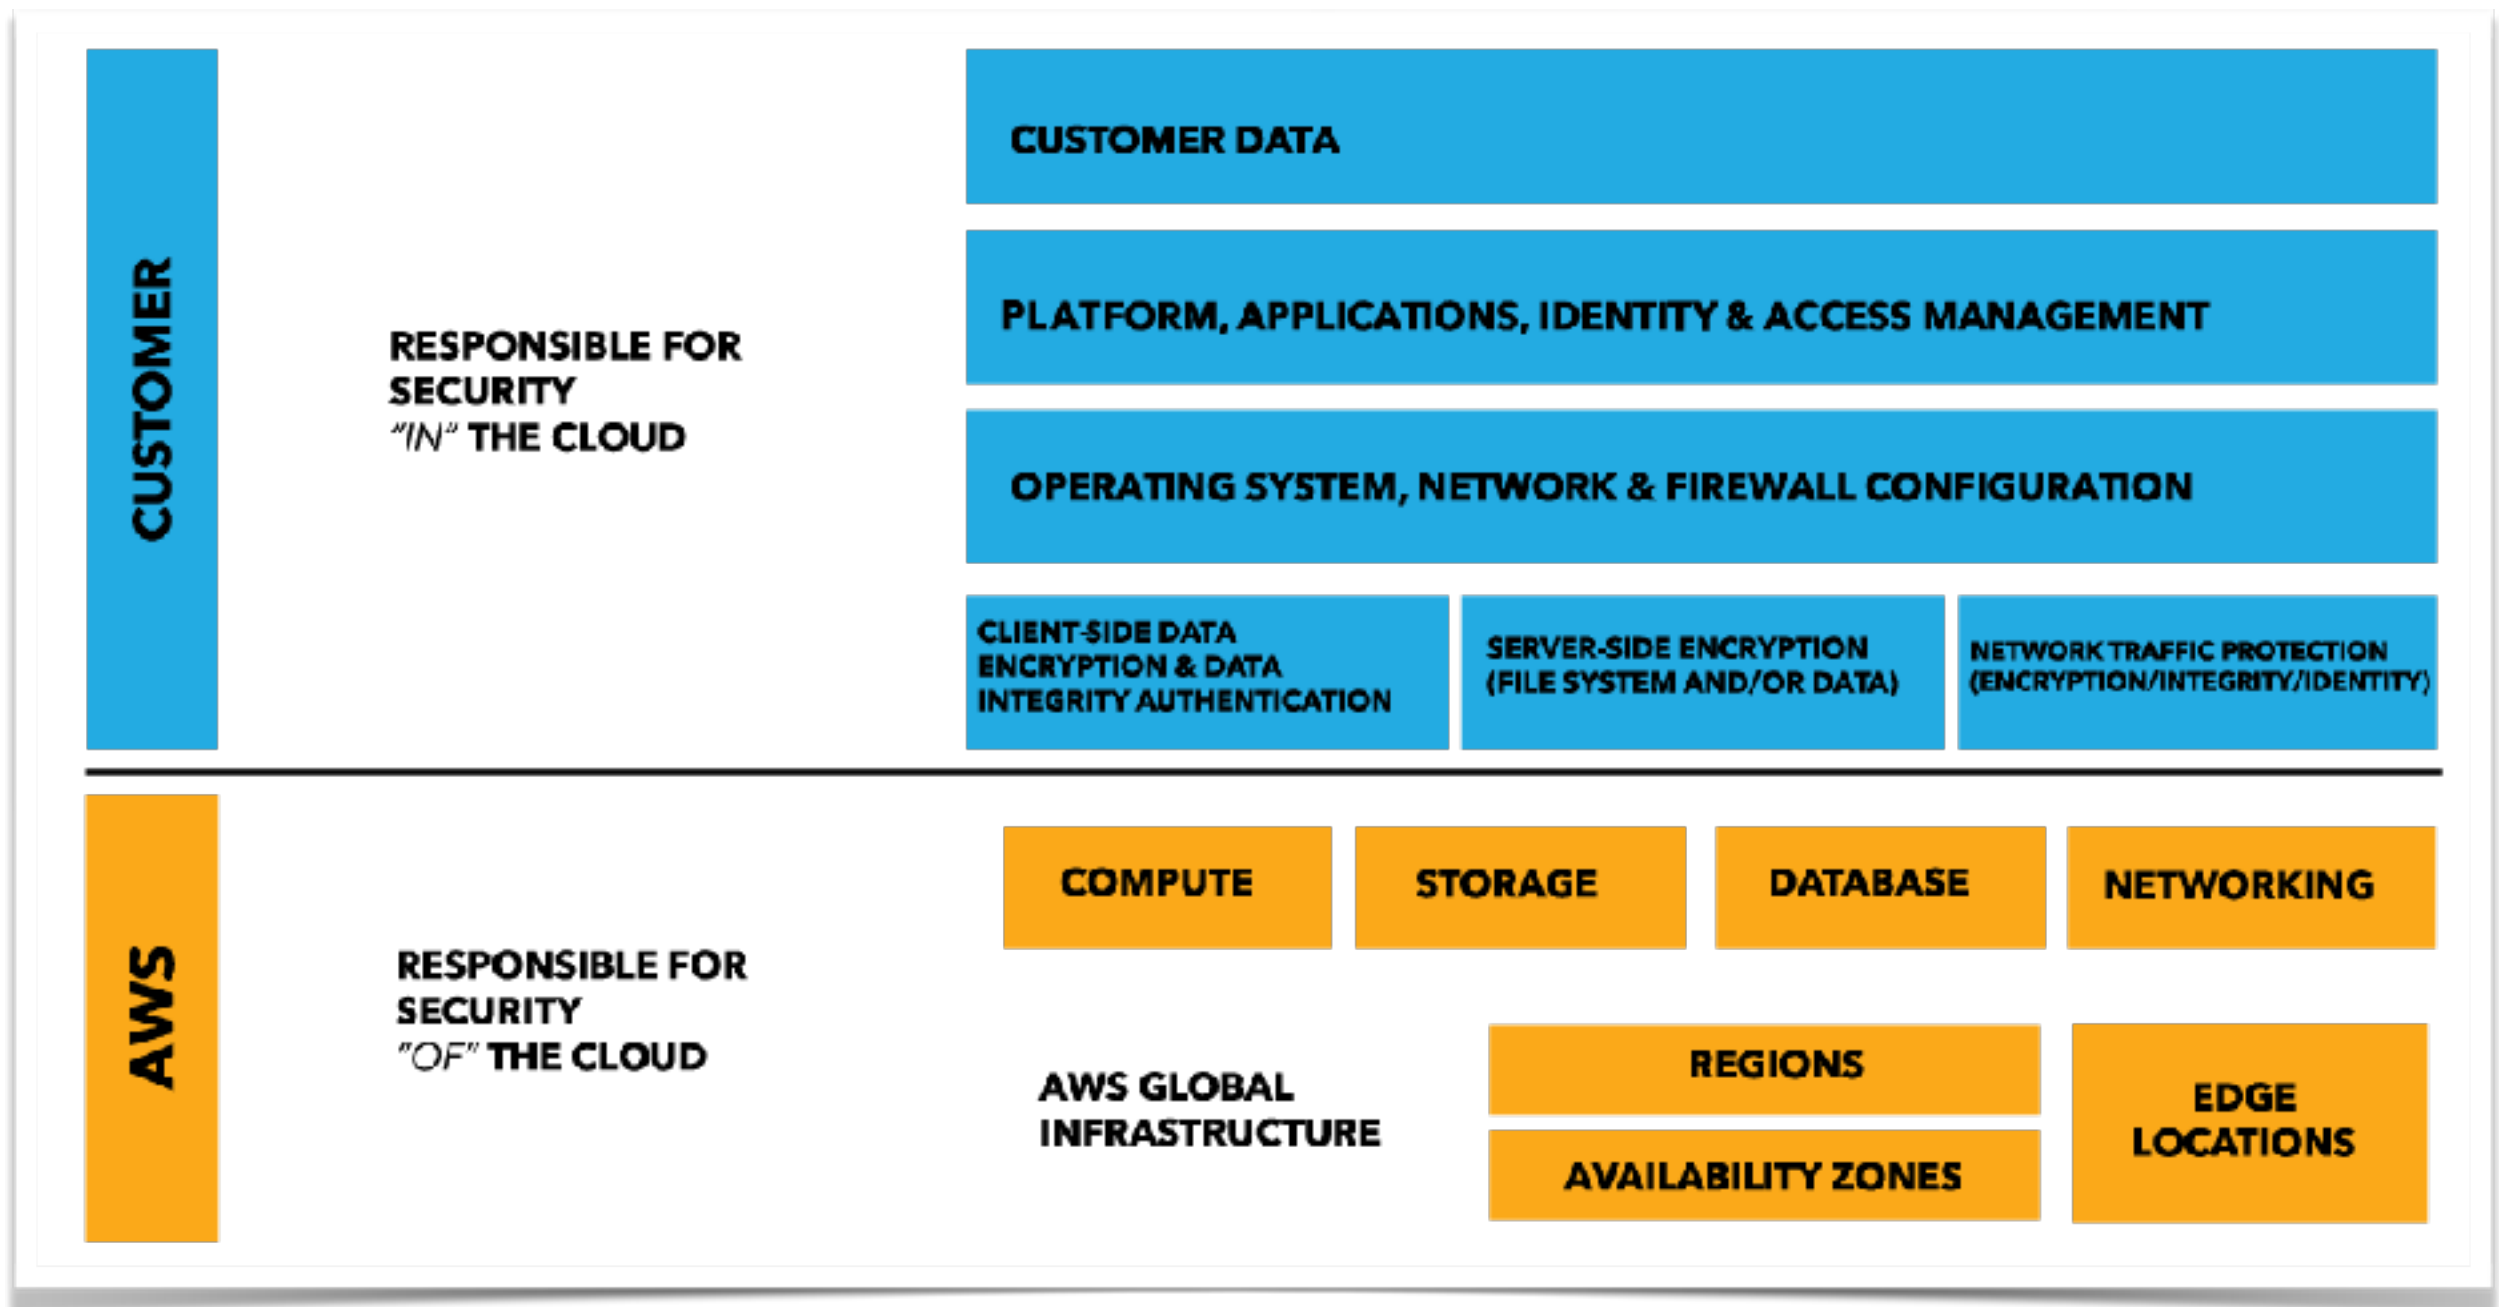 CUSTOMER
RESPONSIBLE FOR
SECURITY
"IN" THE CLOUD
CUSTOMER DATA
PLATFORM, APPLICATIONS, IDENTITY & ACCESS MANAGEMENT
OPERATING SYSTEM, NETWORK & FIREWALL CONFIGURATION
CLIENT-SIDE DATA
ENCRYPTION & DATA
INTEGRITY AUTHENTICATION
SERVER-SIDE ENCRYPTION
(FILE SYSTEM AND/OR DATA)
NETWORK TRAFFIC PROTECTION
(ENCRYPTION/INTEGRITY/IDENTITY)
AWS
RESPONSIBLE FOR
SECURITY
"OF" THE CLOUD
COMPUTE
STORAGE
DATABASE
NETWORKING
AWS GLOBAL
INFRASTRUCTURE
REGIONS
AVAILABILITY ZONES
EDGE
LOCATIONS